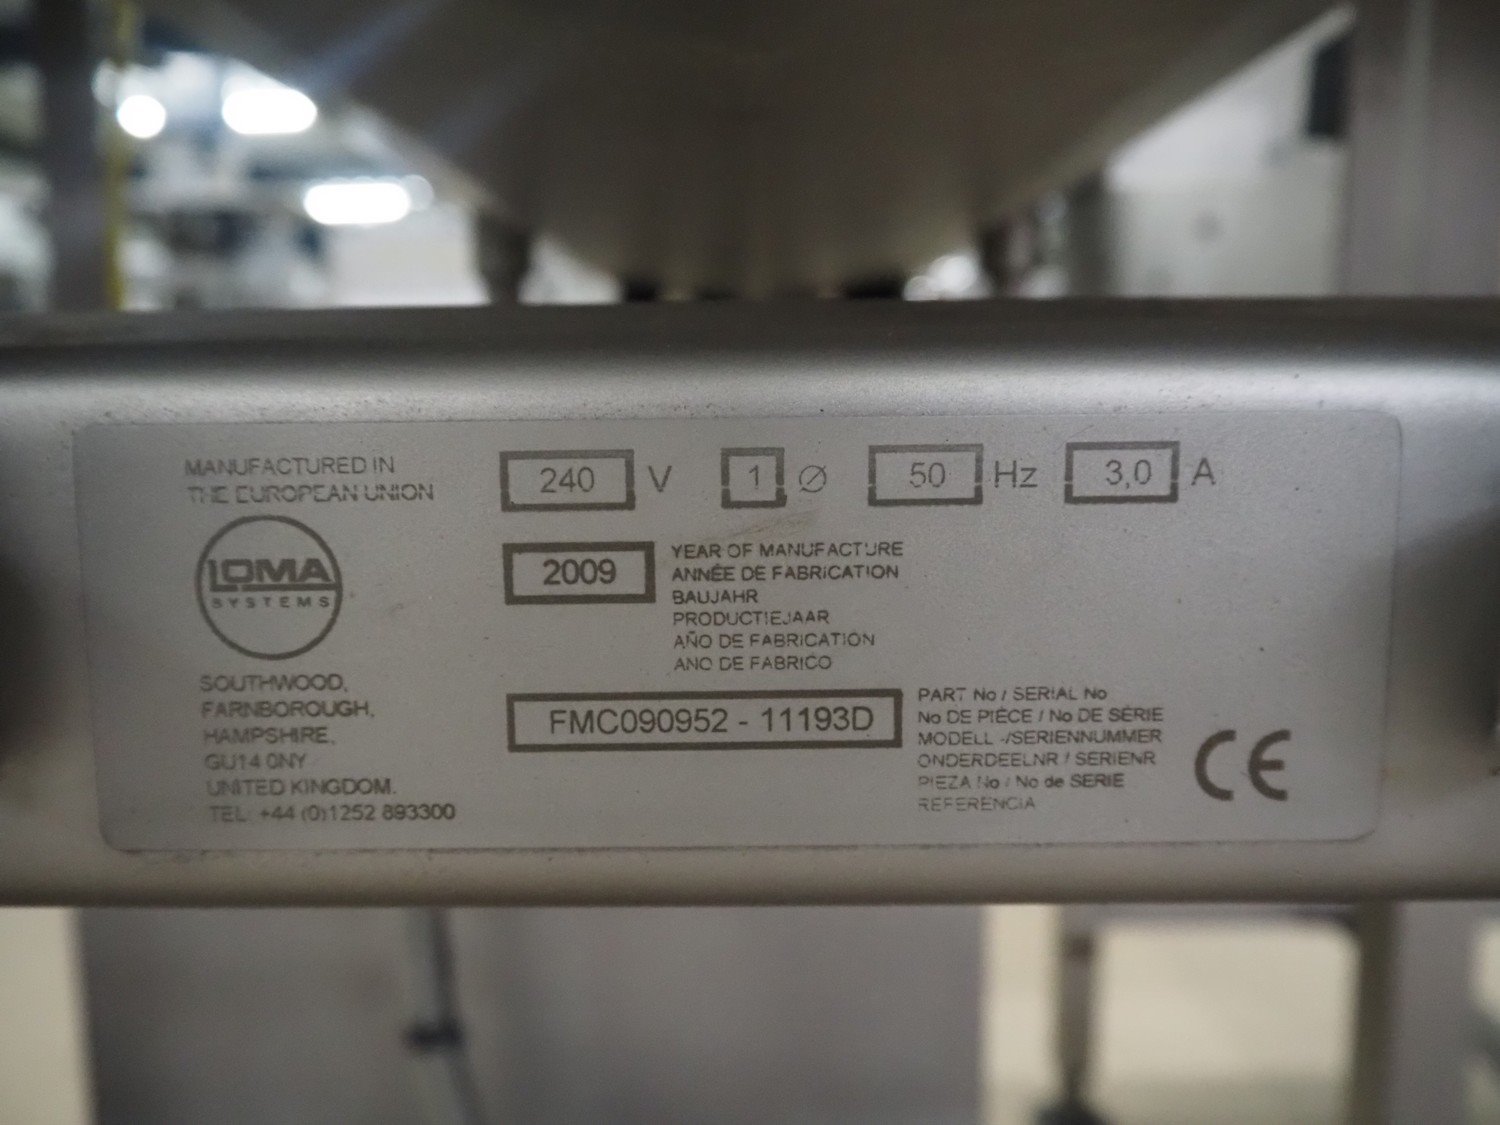 MANUFACTURED IN
THE EUROPEAN UNION
240 V 1 Ø 50 Hz 3,0 A
LOMA
SYSTEMS
2009
YEAR OF MANUFACTURE
ANNÉE DE FABRICATION
BAUJAHR
PRODUCTIEJAAR
AÑO DE FABRICATION
ANO DE FABRICO
SOUTHWOOD,
FARNBOROUGH,
HAMPSHIRE,
GU14 0NY
UNITED KINGDOM.
TEL: +44 (0)1252 893300
FMC090952 - 11193D
PART No / SERIAL No
No DE PIÈCE / No DE SÉRIE
MODELL -/SERIENNUMMER
ONDERDEELNR / SERIENR
PIEZA No / No de SERIE
REFERENCIA
CE